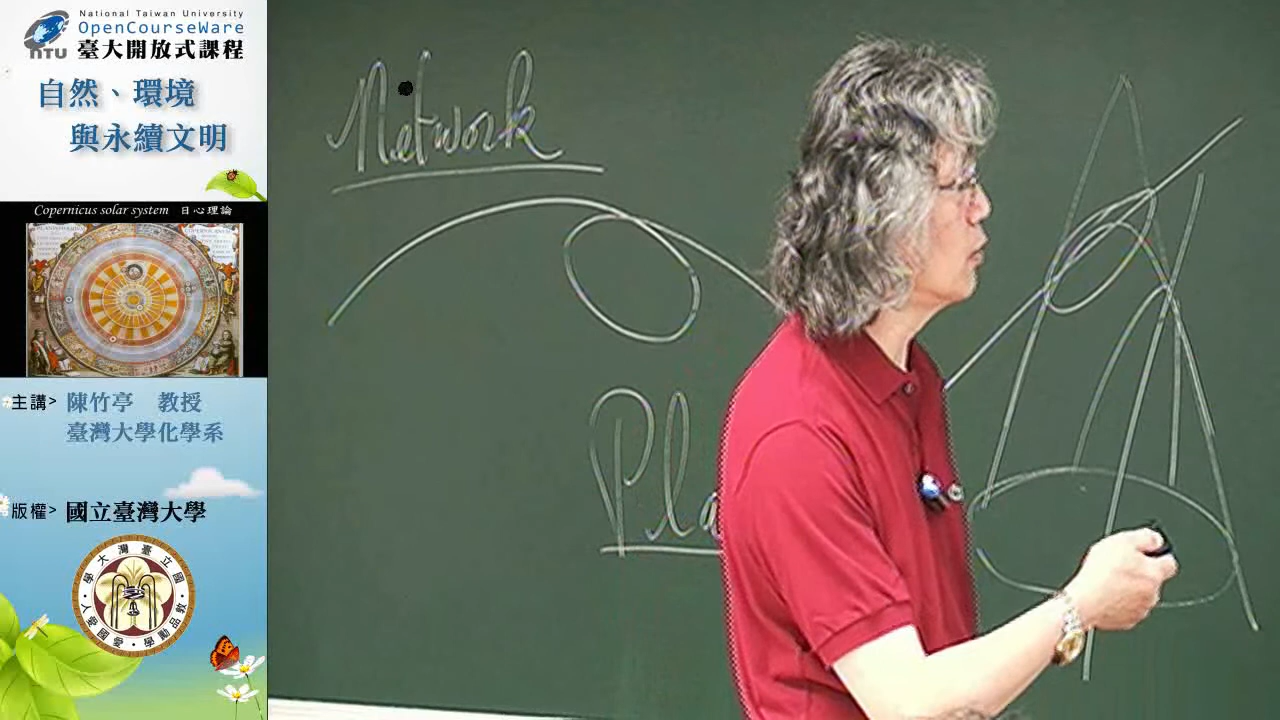 National Taiwan University
OpenCourseWare
NTU 臺大開放式課程
自然、環境
與永續文明
Copernicus solar system 日心理論
主講> 陳竹亭 教授
臺灣大學化學系
版權> 國立臺灣大學
Network
Pla